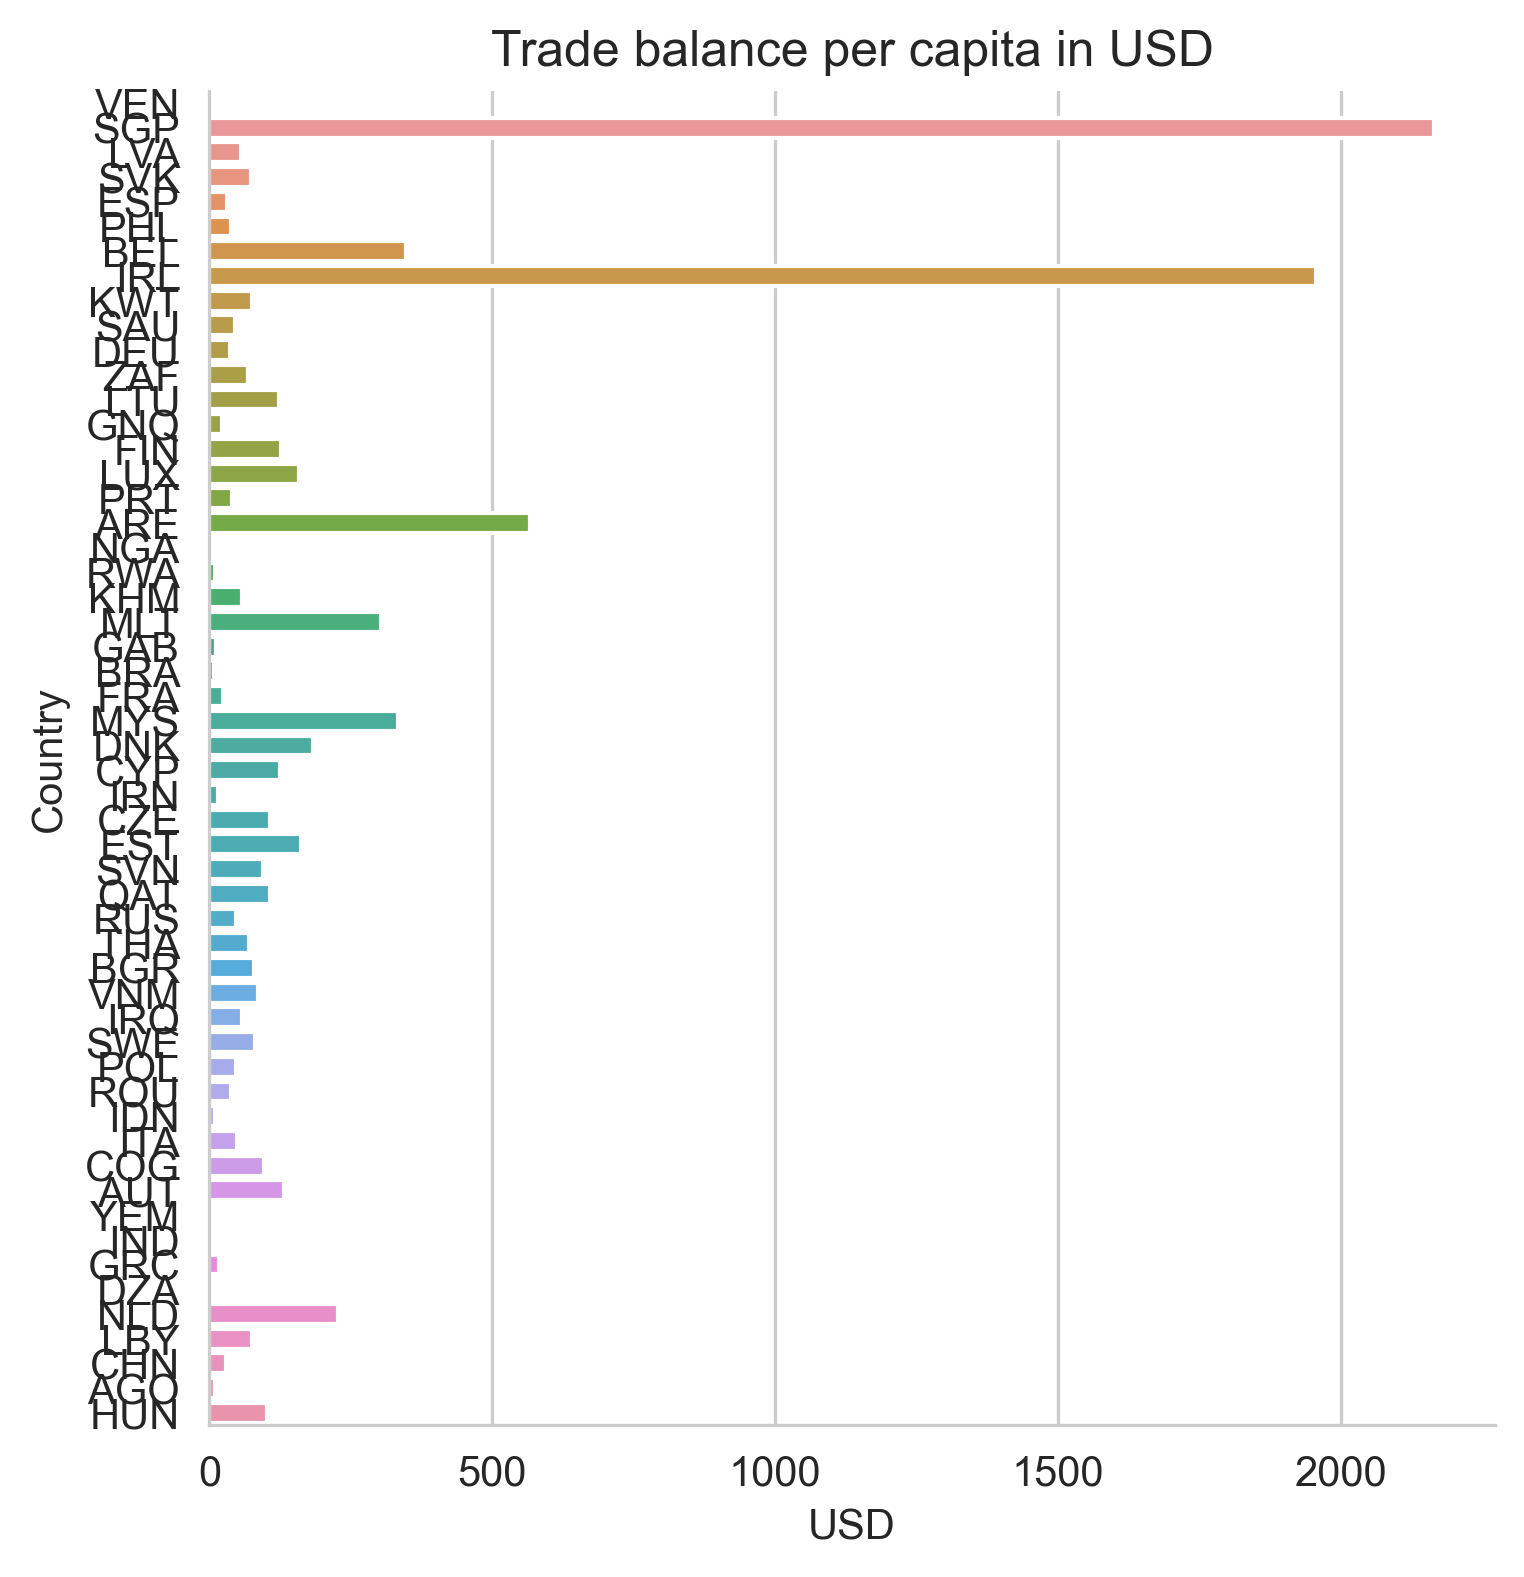 Trade balance per capita in USD
VEN
SGP
LVA
SVK
ESP
PHL
BEL
IRL
KWT
SAU
DEU
ZAF
LTU
GNQ
FIN
LUX
PRT
ARE
NGA
RWA
KHM
MLT
GAB
BRA
FRA
MYS
DNK
CYP
IRN
CZE
EST
SVN
QAT
RUS
THA
BGR
VNM
IRQ
SWE
POL
ROU
IDN
ITA
COG
AUT
YEM
IND
GRC
DZA
NLD
LBY
CHN
AGO
HUN
Country
0 500 1000 1500 2000
USD